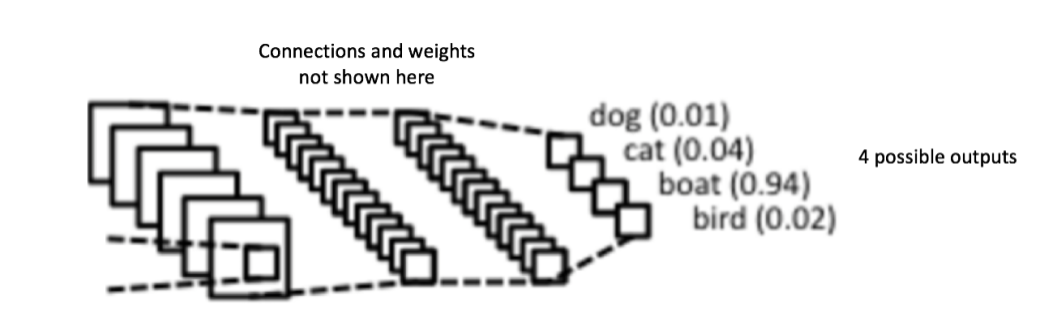 Connections and weights
not shown here
dog (0.01)
cat (0.04)
boat (0.94)
bird (0.02)
4 possible outputs